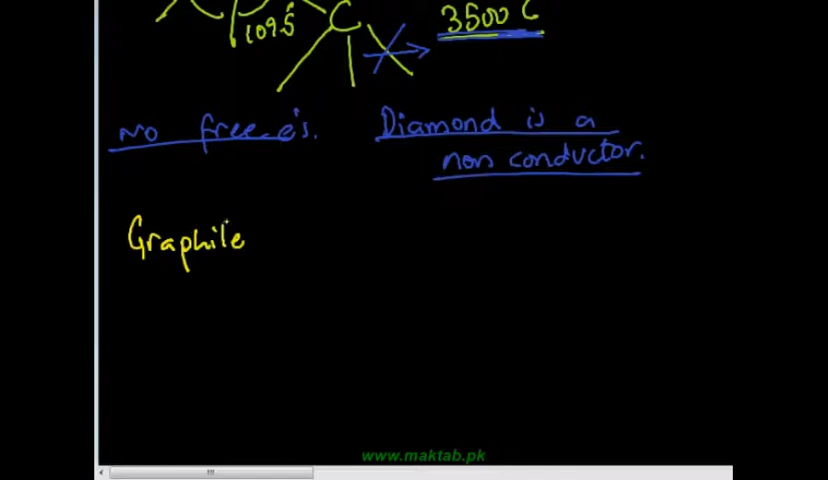 109.5°
C
3500 C
No free e's.
Diamond is a
non conductor.
Graphite
www.maktab.pk